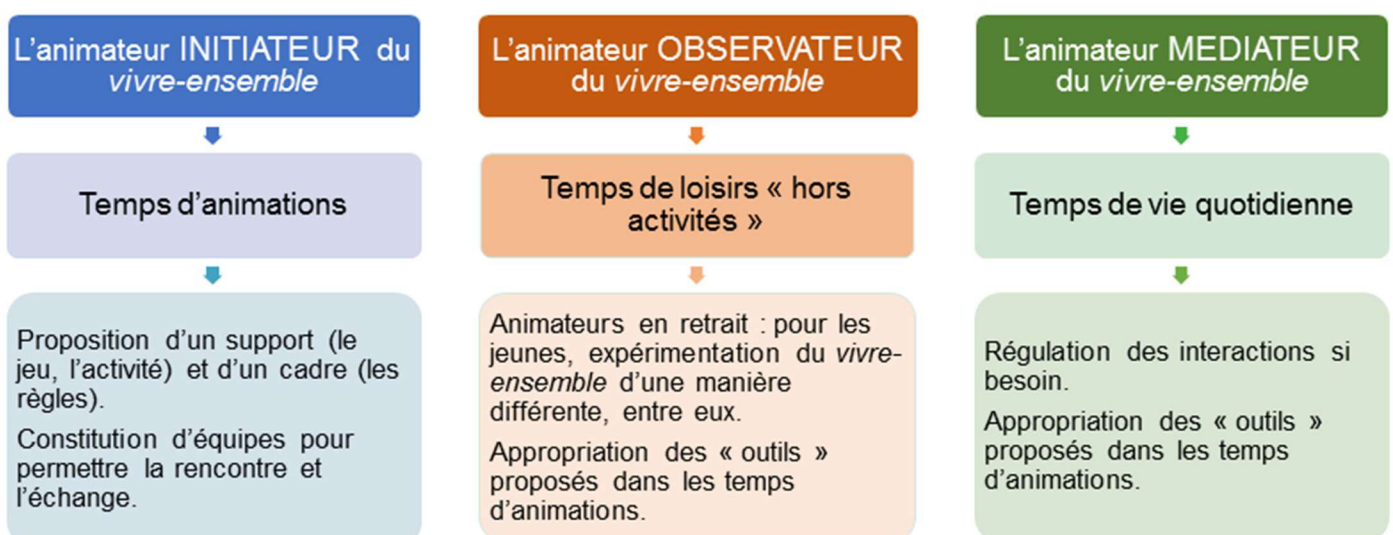 L’animateur INITIATEUR du
vivre-ensemble
Temps d’animations
Proposition d’un support (le
jeu, l’activité) et d’un cadre (les
règles).
Constitution d’équipes pour
permettre la rencontre et
l’échange.
L’animateur OBSERVATEUR
du vivre-ensemble
Temps de loisirs « hors
activités »
Animateurs en retrait : pour les
jeunes, expérimentation du vivre-
ensemble d’une manière
différente, entre eux.
Appropriation des « outils »
proposés dans les temps
d’animations.
L’animateur MEDIATEUR
du vivre-ensemble
Temps de vie quotidienne
Régulation des interactions si
besoin.
Appropriation des « outils »
proposés dans les temps
d’animations.